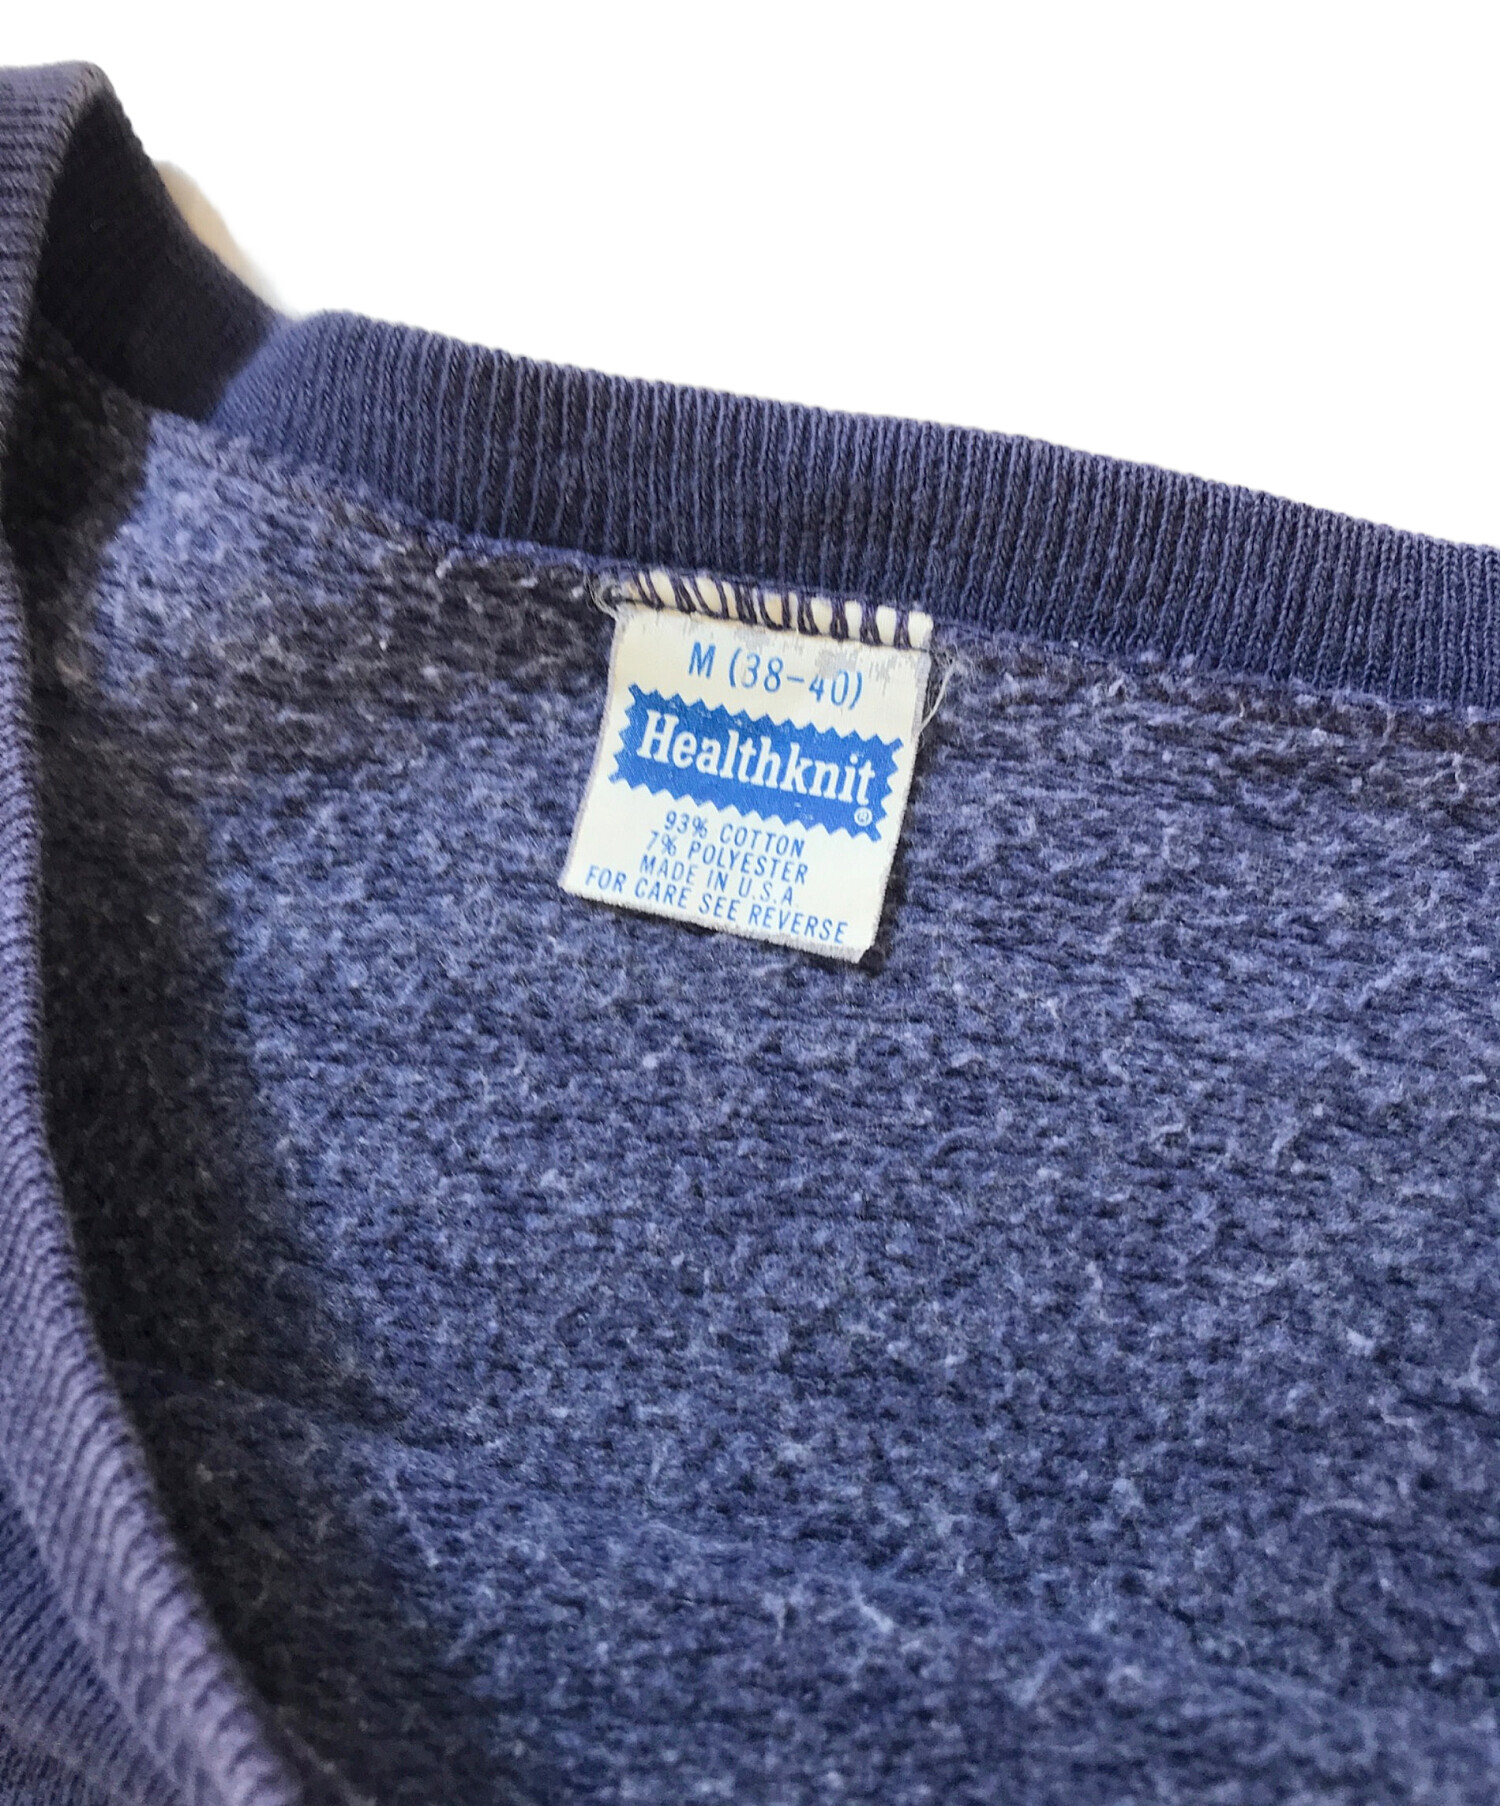 M (38-40)
Healthknit®
93% COTTON
7% POLYESTER
MADE IN U.S.A.
FOR CARE SEE REVERSE